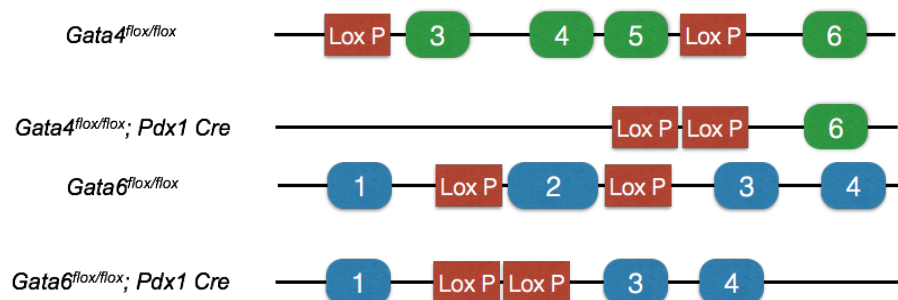 Gata4flox/flox Lox P 3 4 5 Lox P 6
Gata4flox/flox; Pdx1 Cre Lox P Lox P 6
Gata6flox/flox 1 Lox P 2 Lox P 3 4
Gata6flox/flox; Pdx1 Cre 1 Lox P Lox P 3 4